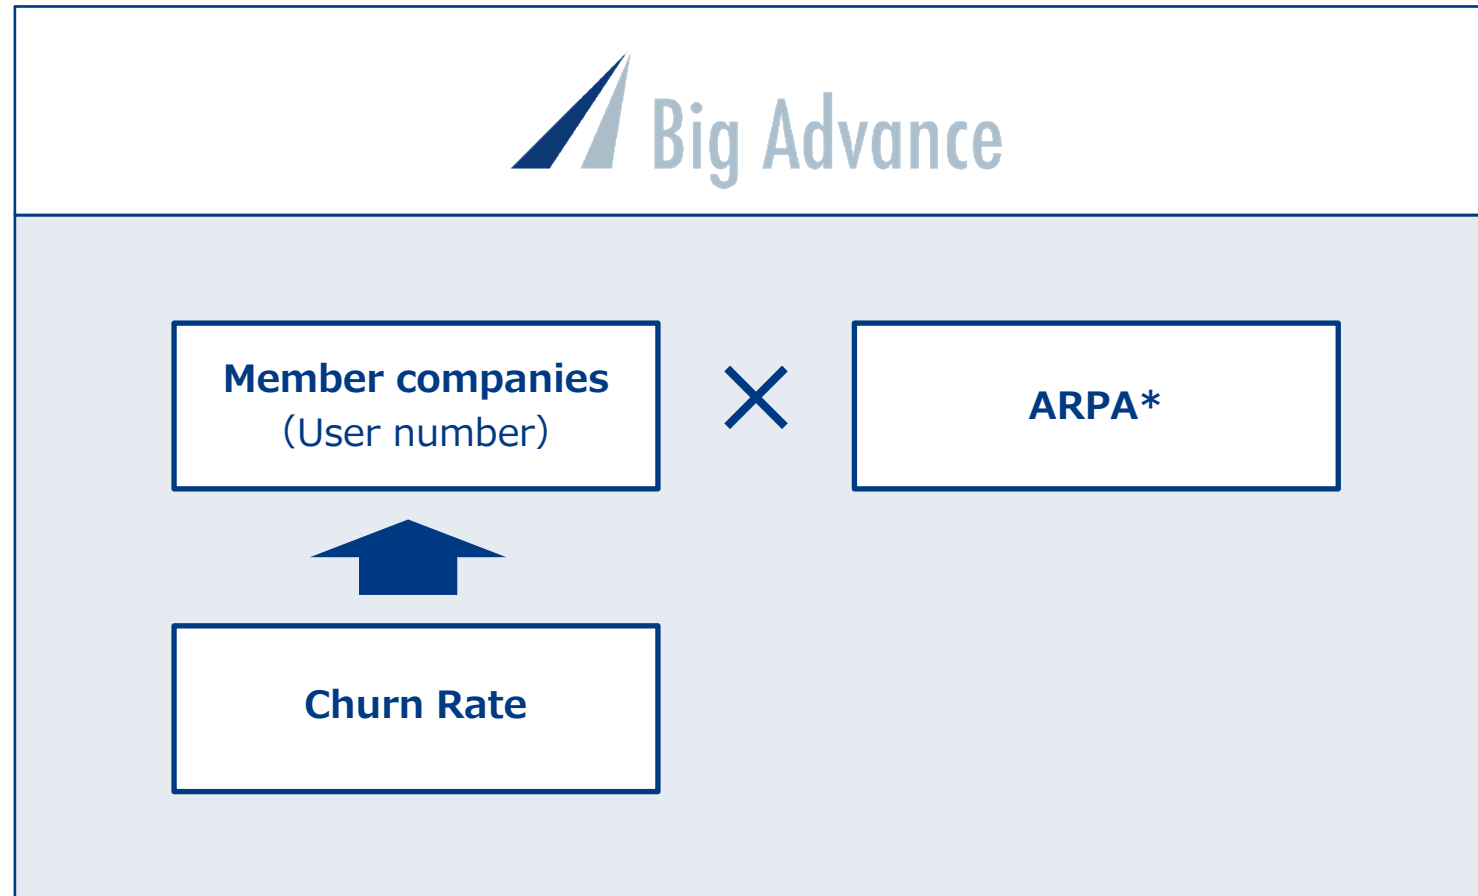 Big Advance
Member companies
（User number）
×
ARPA*
Churn Rate